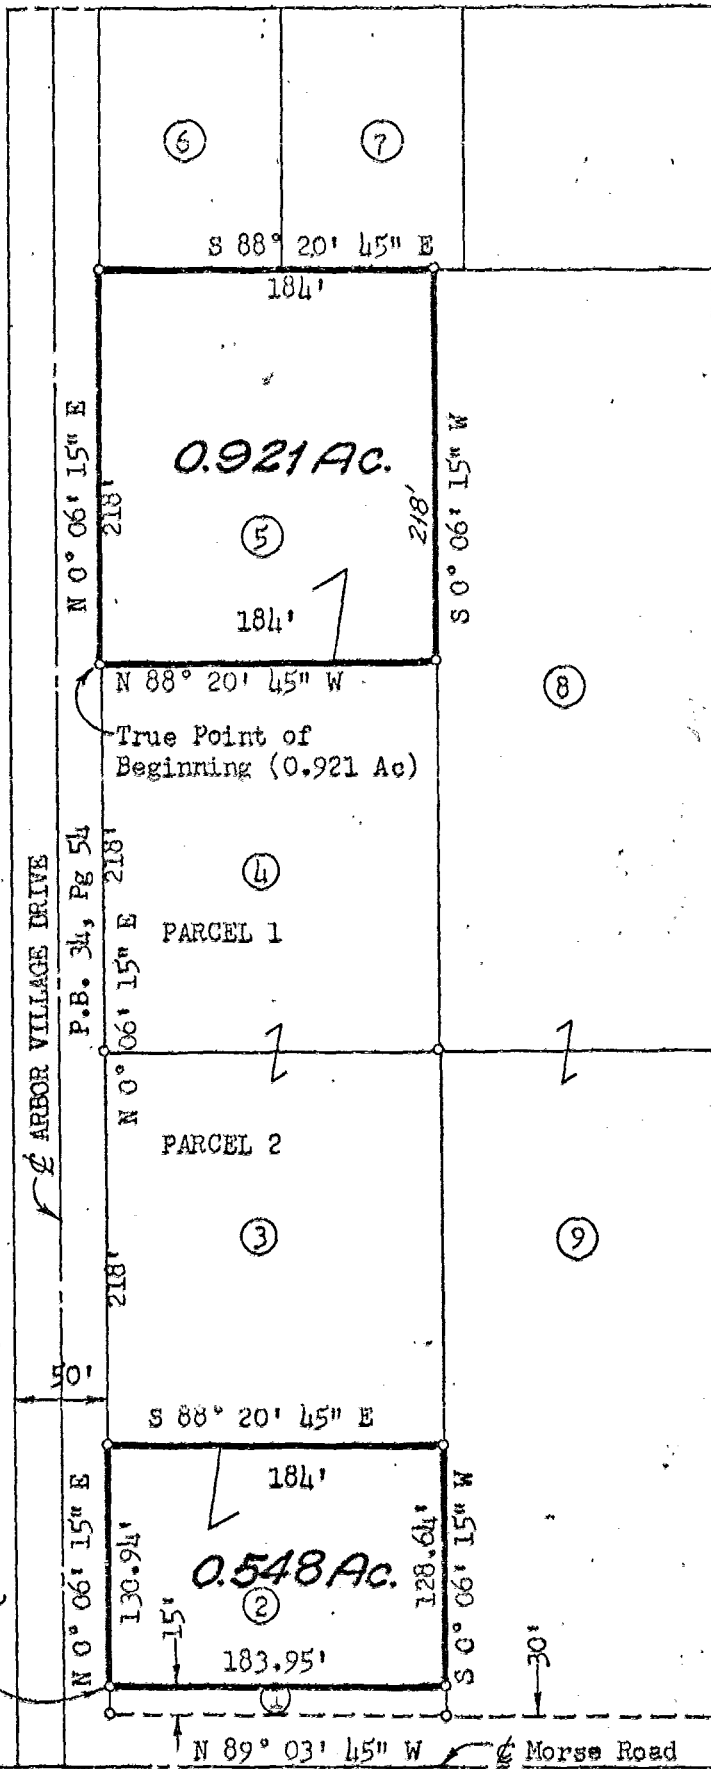 6
7
S 88° 20' 45" E
184'
N 0° 06' 15" E
218'
0.921 Ac.
5
218'
S 0° 06' 15" W
184'
N 88° 20' 45" W
8
True Point of
Beginning (0.921 Ac)
₵ ARBOR VILLAGE DRIVE
P.B. 34, Pg 54
218'
4
PARCEL 1
N 0° 06' 15" E
PARCEL 2
3
9
218'
50'
S 88° 20' 45" E
184'
N 0° 06' 15" E
130.94'
0.548 Ac.
128.64'
S 0° 06' 15" W
2
15'
183.95'
30'
1
N 89° 03' 45" W
₵ Morse Road